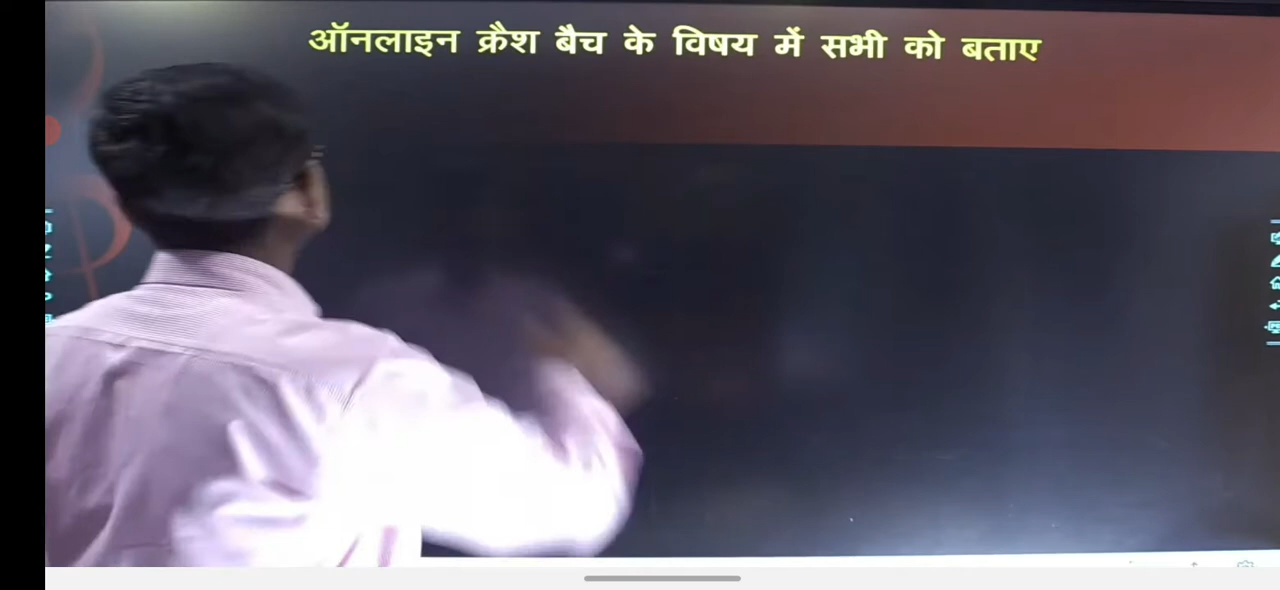 ऑनलाइन क्रैश बैच के विषय में सभी को बताए